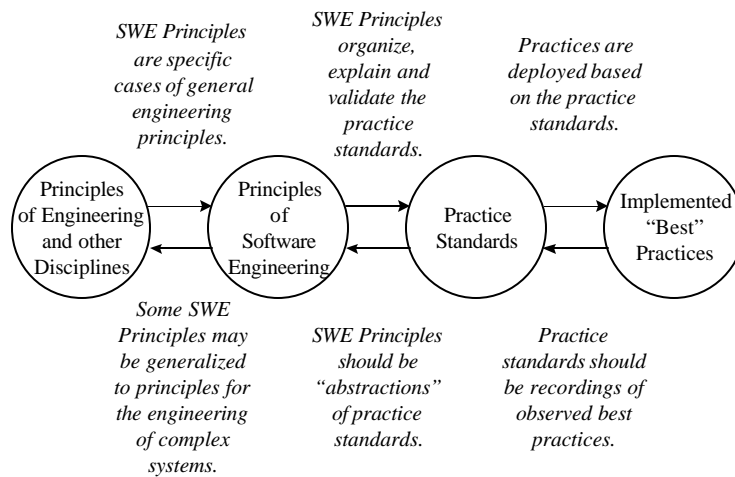 SWE Principles
are specific
cases of general
engineering
principles.
SWE Principles
organize,
explain and
validate the
practice
standards.
Practices are
deployed based
on the practice
standards.
Principles
of Engineering
and other
Disciplines
Principles
of
Software
Engineering
Practice
Standards
Implemented
“Best”
Practices
Some SWE
Principles may
be generalized
to principles for
the engineering
of complex
systems.
SWE Principles
should be
“abstractions”
of practice
standards.
Practice
standards should
be recordings of
observed best
practices.